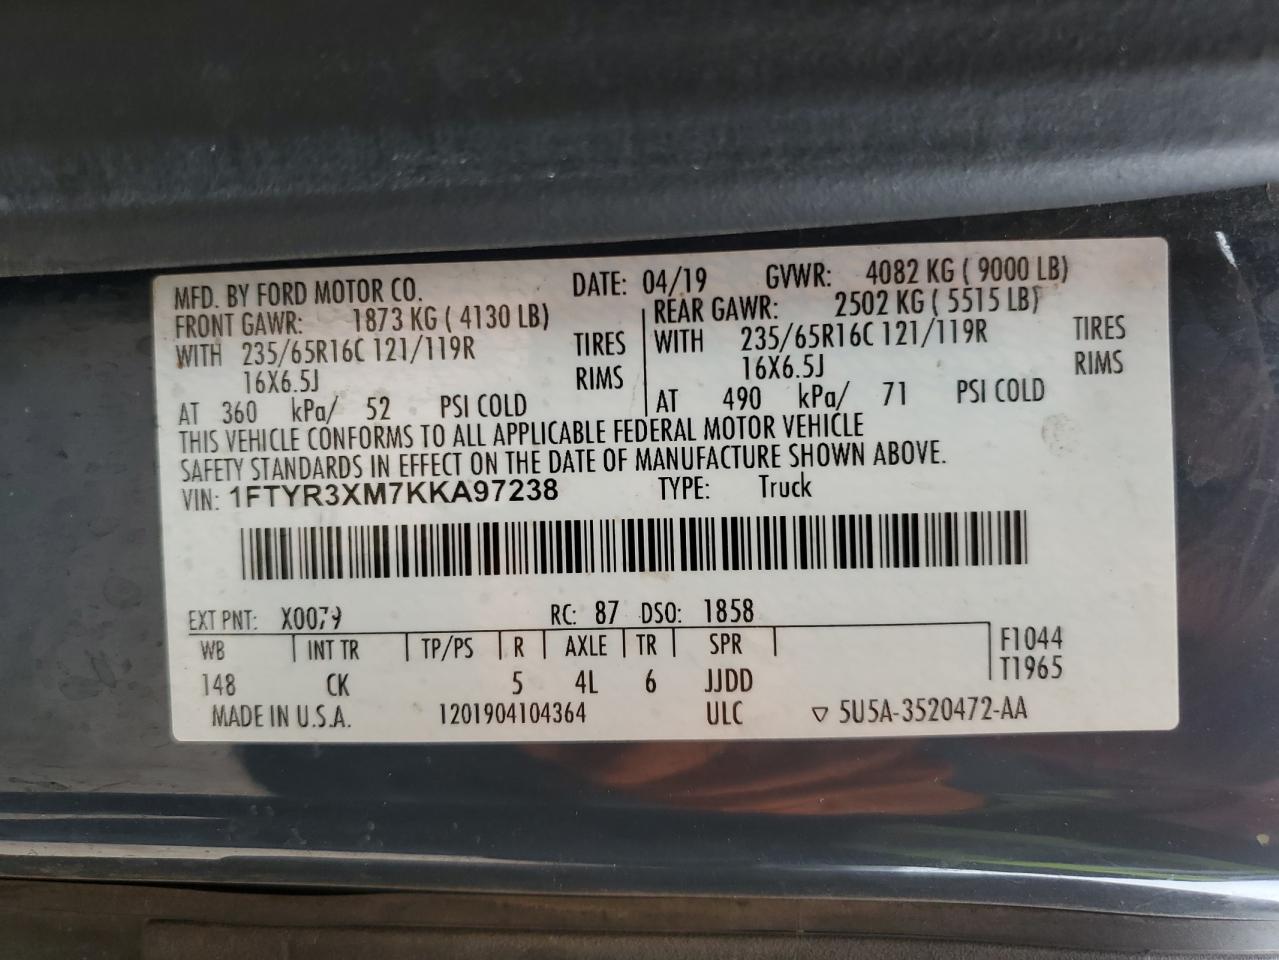 MFD. BY FORD MOTOR CO. DATE: 04/19 GVWR: 4082 KG ( 9000 LB)
FRONT GAWR: 1873 KG ( 4130 LB) REAR GAWR: 2502 KG ( 5515 LB)
WITH 235/65R16C 121/119R TIRES WITH 235/65R16C 121/119R TIRES
16X6.5J RIMS 16X6.5J RIMS
AT 360 kPa/ 52 PSI COLD AT 490 kPa/ 71 PSI COLD
THIS VEHICLE CONFORMS TO ALL APPLICABLE FEDERAL MOTOR VEHICLE
SAFETY STANDARDS IN EFFECT ON THE DATE OF MANUFACTURE SHOWN ABOVE.
VIN: 1FTYR3XM7KKA97238 TYPE: Truck
EXT PNT: X0079 RC: 87 DSO: 1858
WB INT TR TP/PS R AXLE TR SPR F1044
148 CK 5 4L 6 JJDD T1965
MADE IN U.S.A. 1201904104364 ULC ▽ 5U5A-3520472-AA